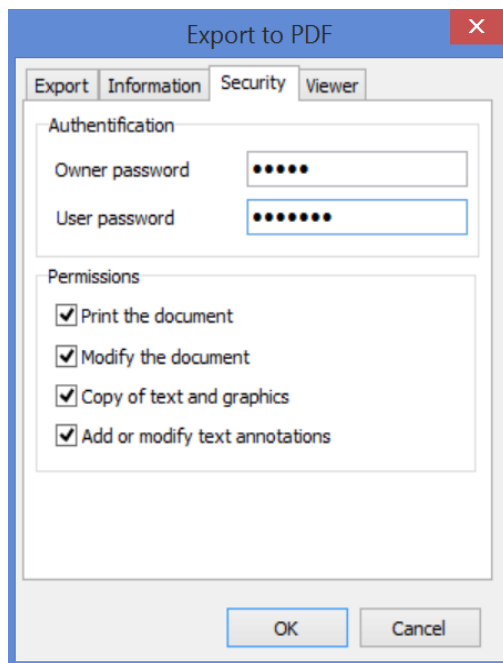 Export to PDF
Export Information Security Viewer
Authentification
Owner password •••••
User password •••••••
Permissions
Print the document
Modify the document
Copy of text and graphics
Add or modify text annotations
OK Cancel